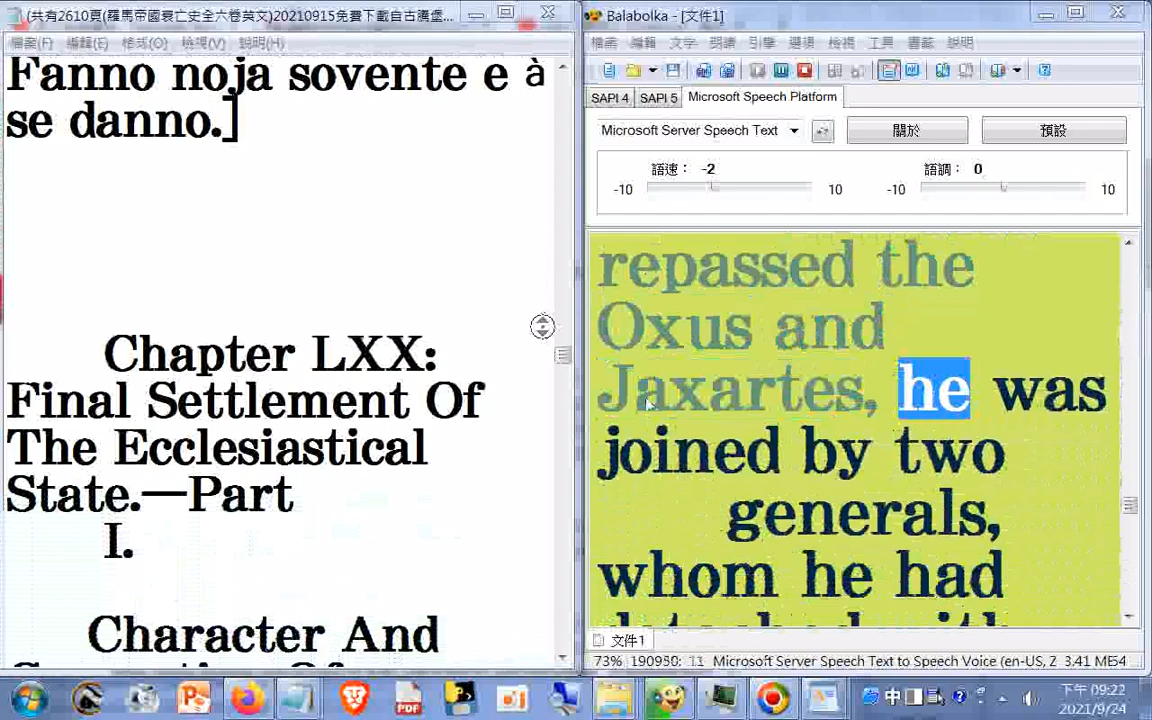 (共有2610頁(羅馬帝國衰亡史全六卷英文)20210915免費下載自古騰堡...
檔案(F) 編輯(E) 格式(O) 檢視(V) 說明(H)
Fanno noja sovente e à
se danno.]
Chapter LXX:
Final Settlement Of
The Ecclesiastical
State.—Part
I.
Character And
Balabolka - [文件1]
檔案 編輯 文字 朗讀 引擎 選項 檢視 工具 書籤 說明
SAPI 4 SAPI 5 Microsoft Speech Platform
Microsoft Server Speech Text 關於 預設
語速： -2 語調： 0
-10 10 -10 10
repassed the
Oxus and
Jaxartes, he was
joined by two
generals,
whom he had
文件1
73% 190950: 11 Microsoft Server Speech Text to Speech Voice (en-US, Z 3.41 MB
PDF 中 下午 09:22
2021/9/24